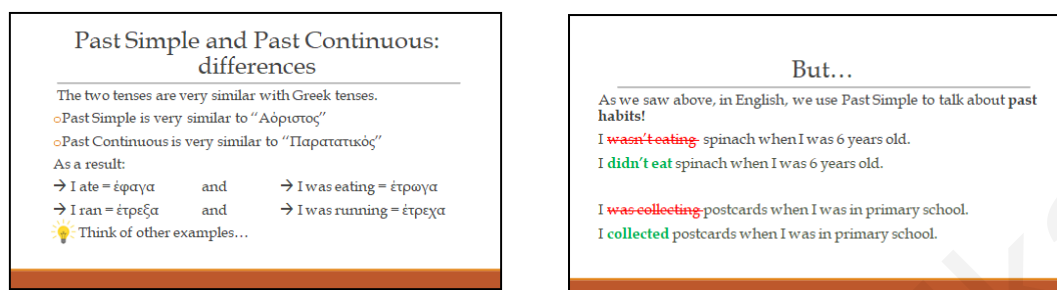 Past Simple and Past Continuous:
differences
The two tenses are very similar with Greek tenses.
oPast Simple is very similar to “Αόριστος”
oPast Continuous is very similar to “Παρατατικός”
As a result:
→ I ate = έφαγα and → I was eating = έτρωγα
→ I ran = έτρεξα and → I was running = έτρεχα
Think of other examples…
But…
As we saw above, in English, we use Past Simple to talk about past
habits!
I wasn’t eating spinach when I was 6 years old.
I didn’t eat spinach when I was 6 years old.
I was collecting postcards when I was in primary school.
I collected postcards when I was in primary school.